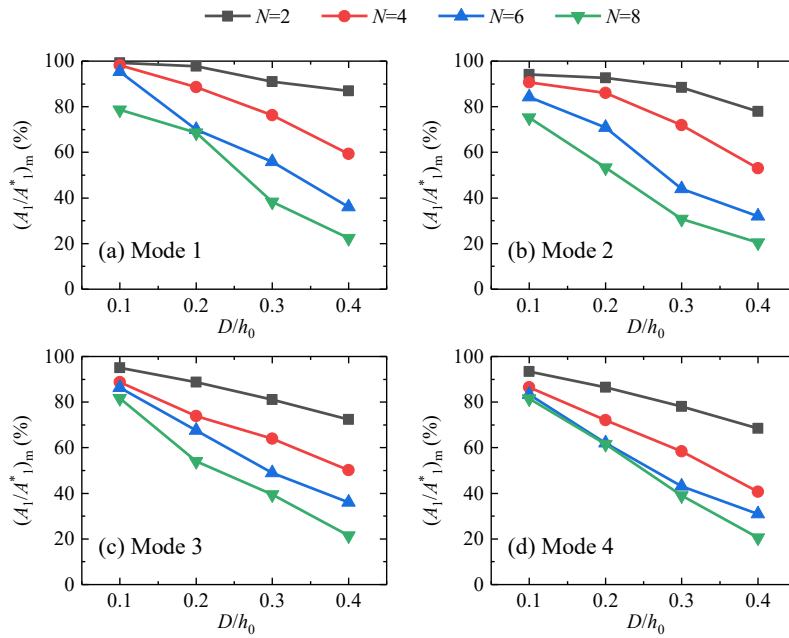 N=2 N=4 N=6 N=8
100
80
60
40
20
0
(A₁/A*₁)ₘ (%)
(a) Mode 1
0.1 0.2 0.3 0.4
D/h₀
100
80
60
40
20
0
(A₁/A*₁)ₘ (%)
(b) Mode 2
0.1 0.2 0.3 0.4
D/h₀
100
80
60
40
20
0
(A₁/A*₁)ₘ (%)
(c) Mode 3
0.1 0.2 0.3 0.4
D/h₀
100
80
60
40
20
0
(A₁/A*₁)ₘ (%)
(d) Mode 4
0.1 0.2 0.3 0.4
D/h₀